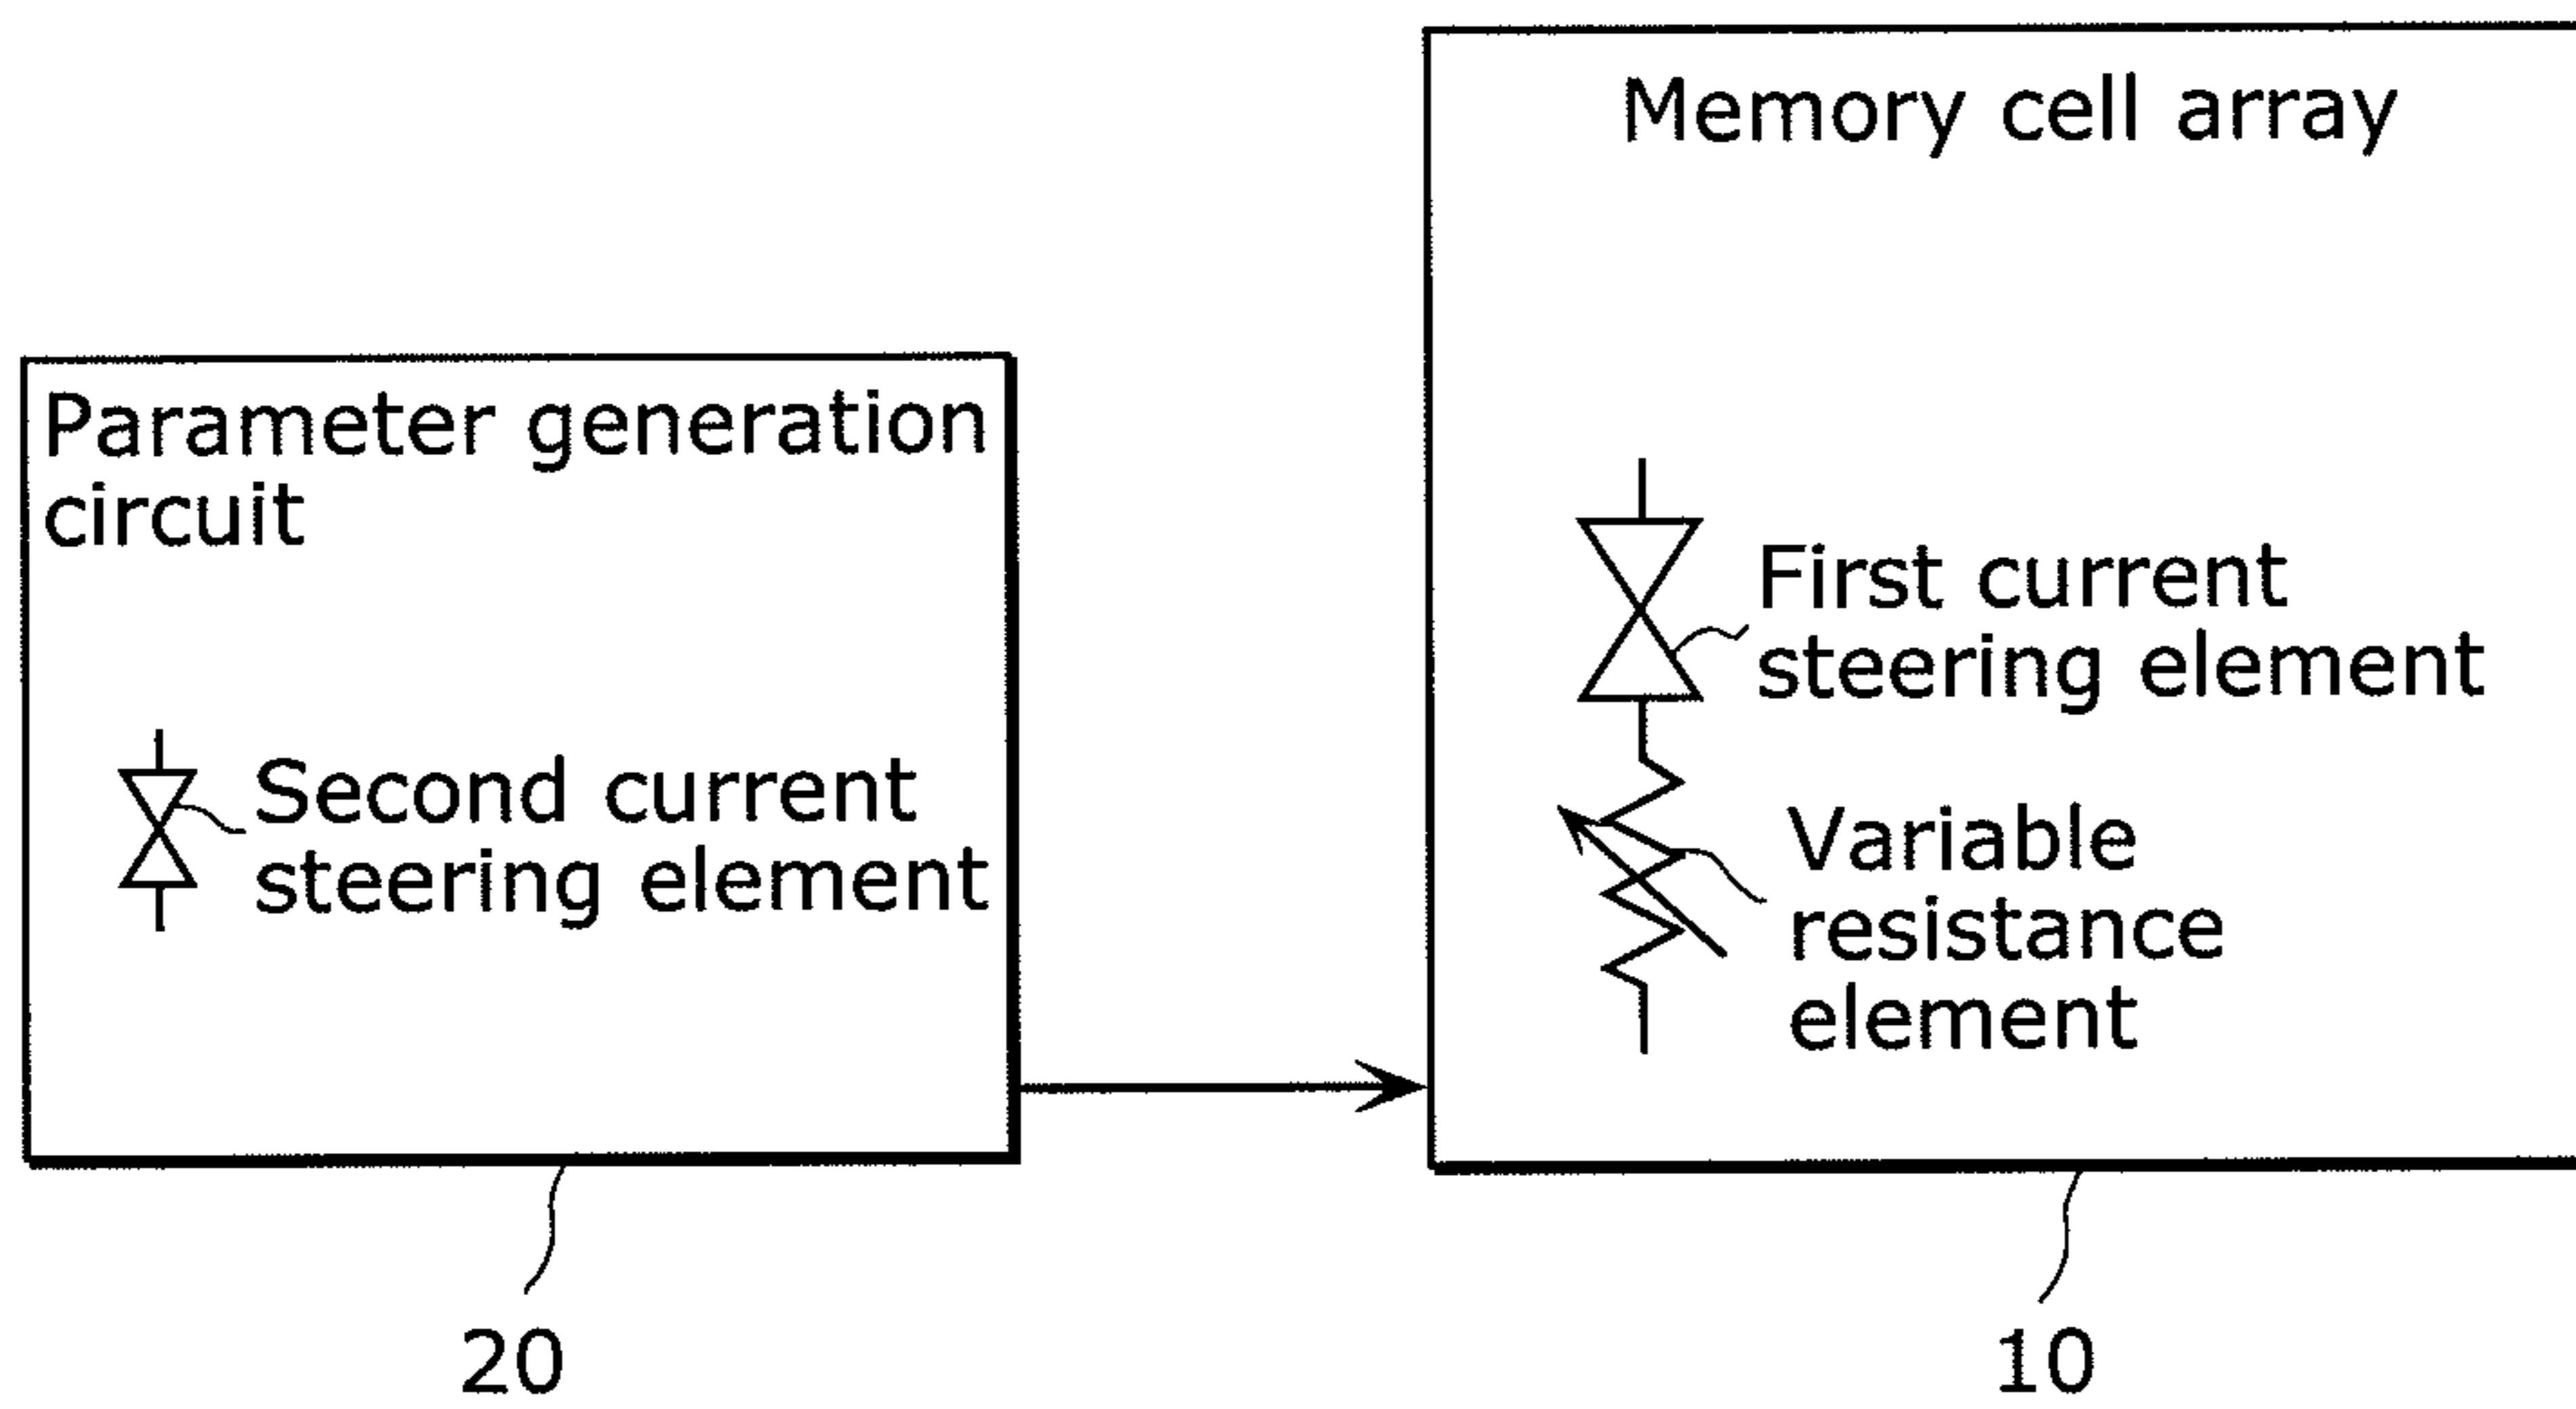 Memory cell array
Parameter generation
circuit
First current
steering element
Second current
steering element
Variable
resistance
element
20
10